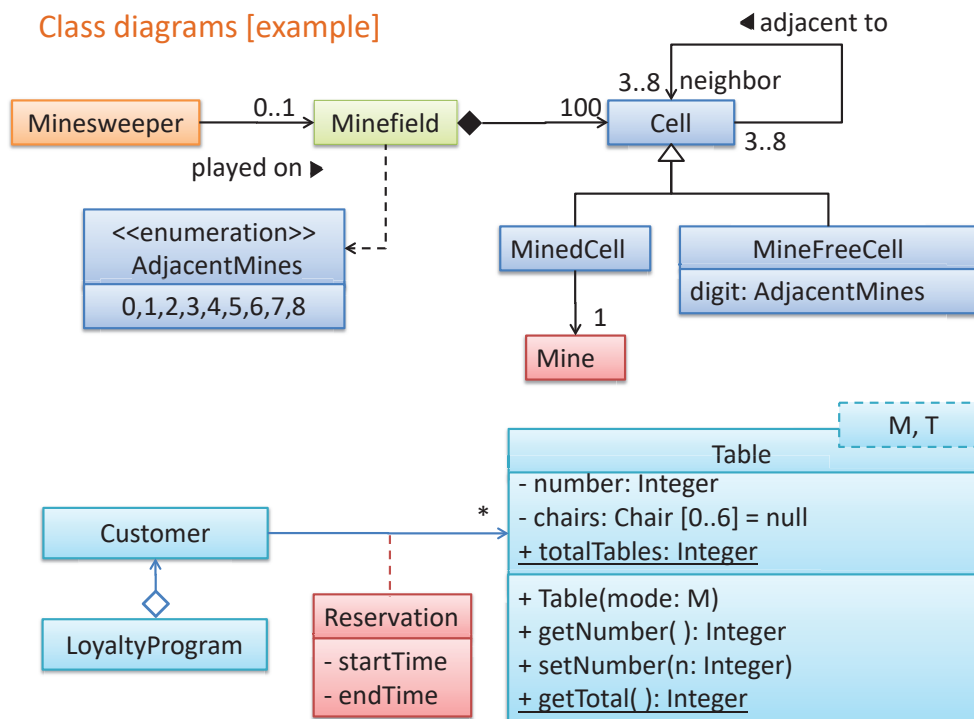 Class diagrams [example]
◀ adjacent to
3..8 neighbor
Minesweeper
0..1
Minefield
100
Cell
3..8
played on ▶
<<enumeration>>
AdjacentMines
0,1,2,3,4,5,6,7,8
MinedCell
MineFreeCell
digit: AdjacentMines
1
Mine
M, T
Table
- number: Integer
- chairs: Chair [0..6] = null
+ totalTables: Integer
+ Table(mode: M)
+ getNumber( ): Integer
+ setNumber(n: Integer)
+ getTotal( ): Integer
Customer
*
LoyaltyProgram
Reservation
- startTime
- endTime